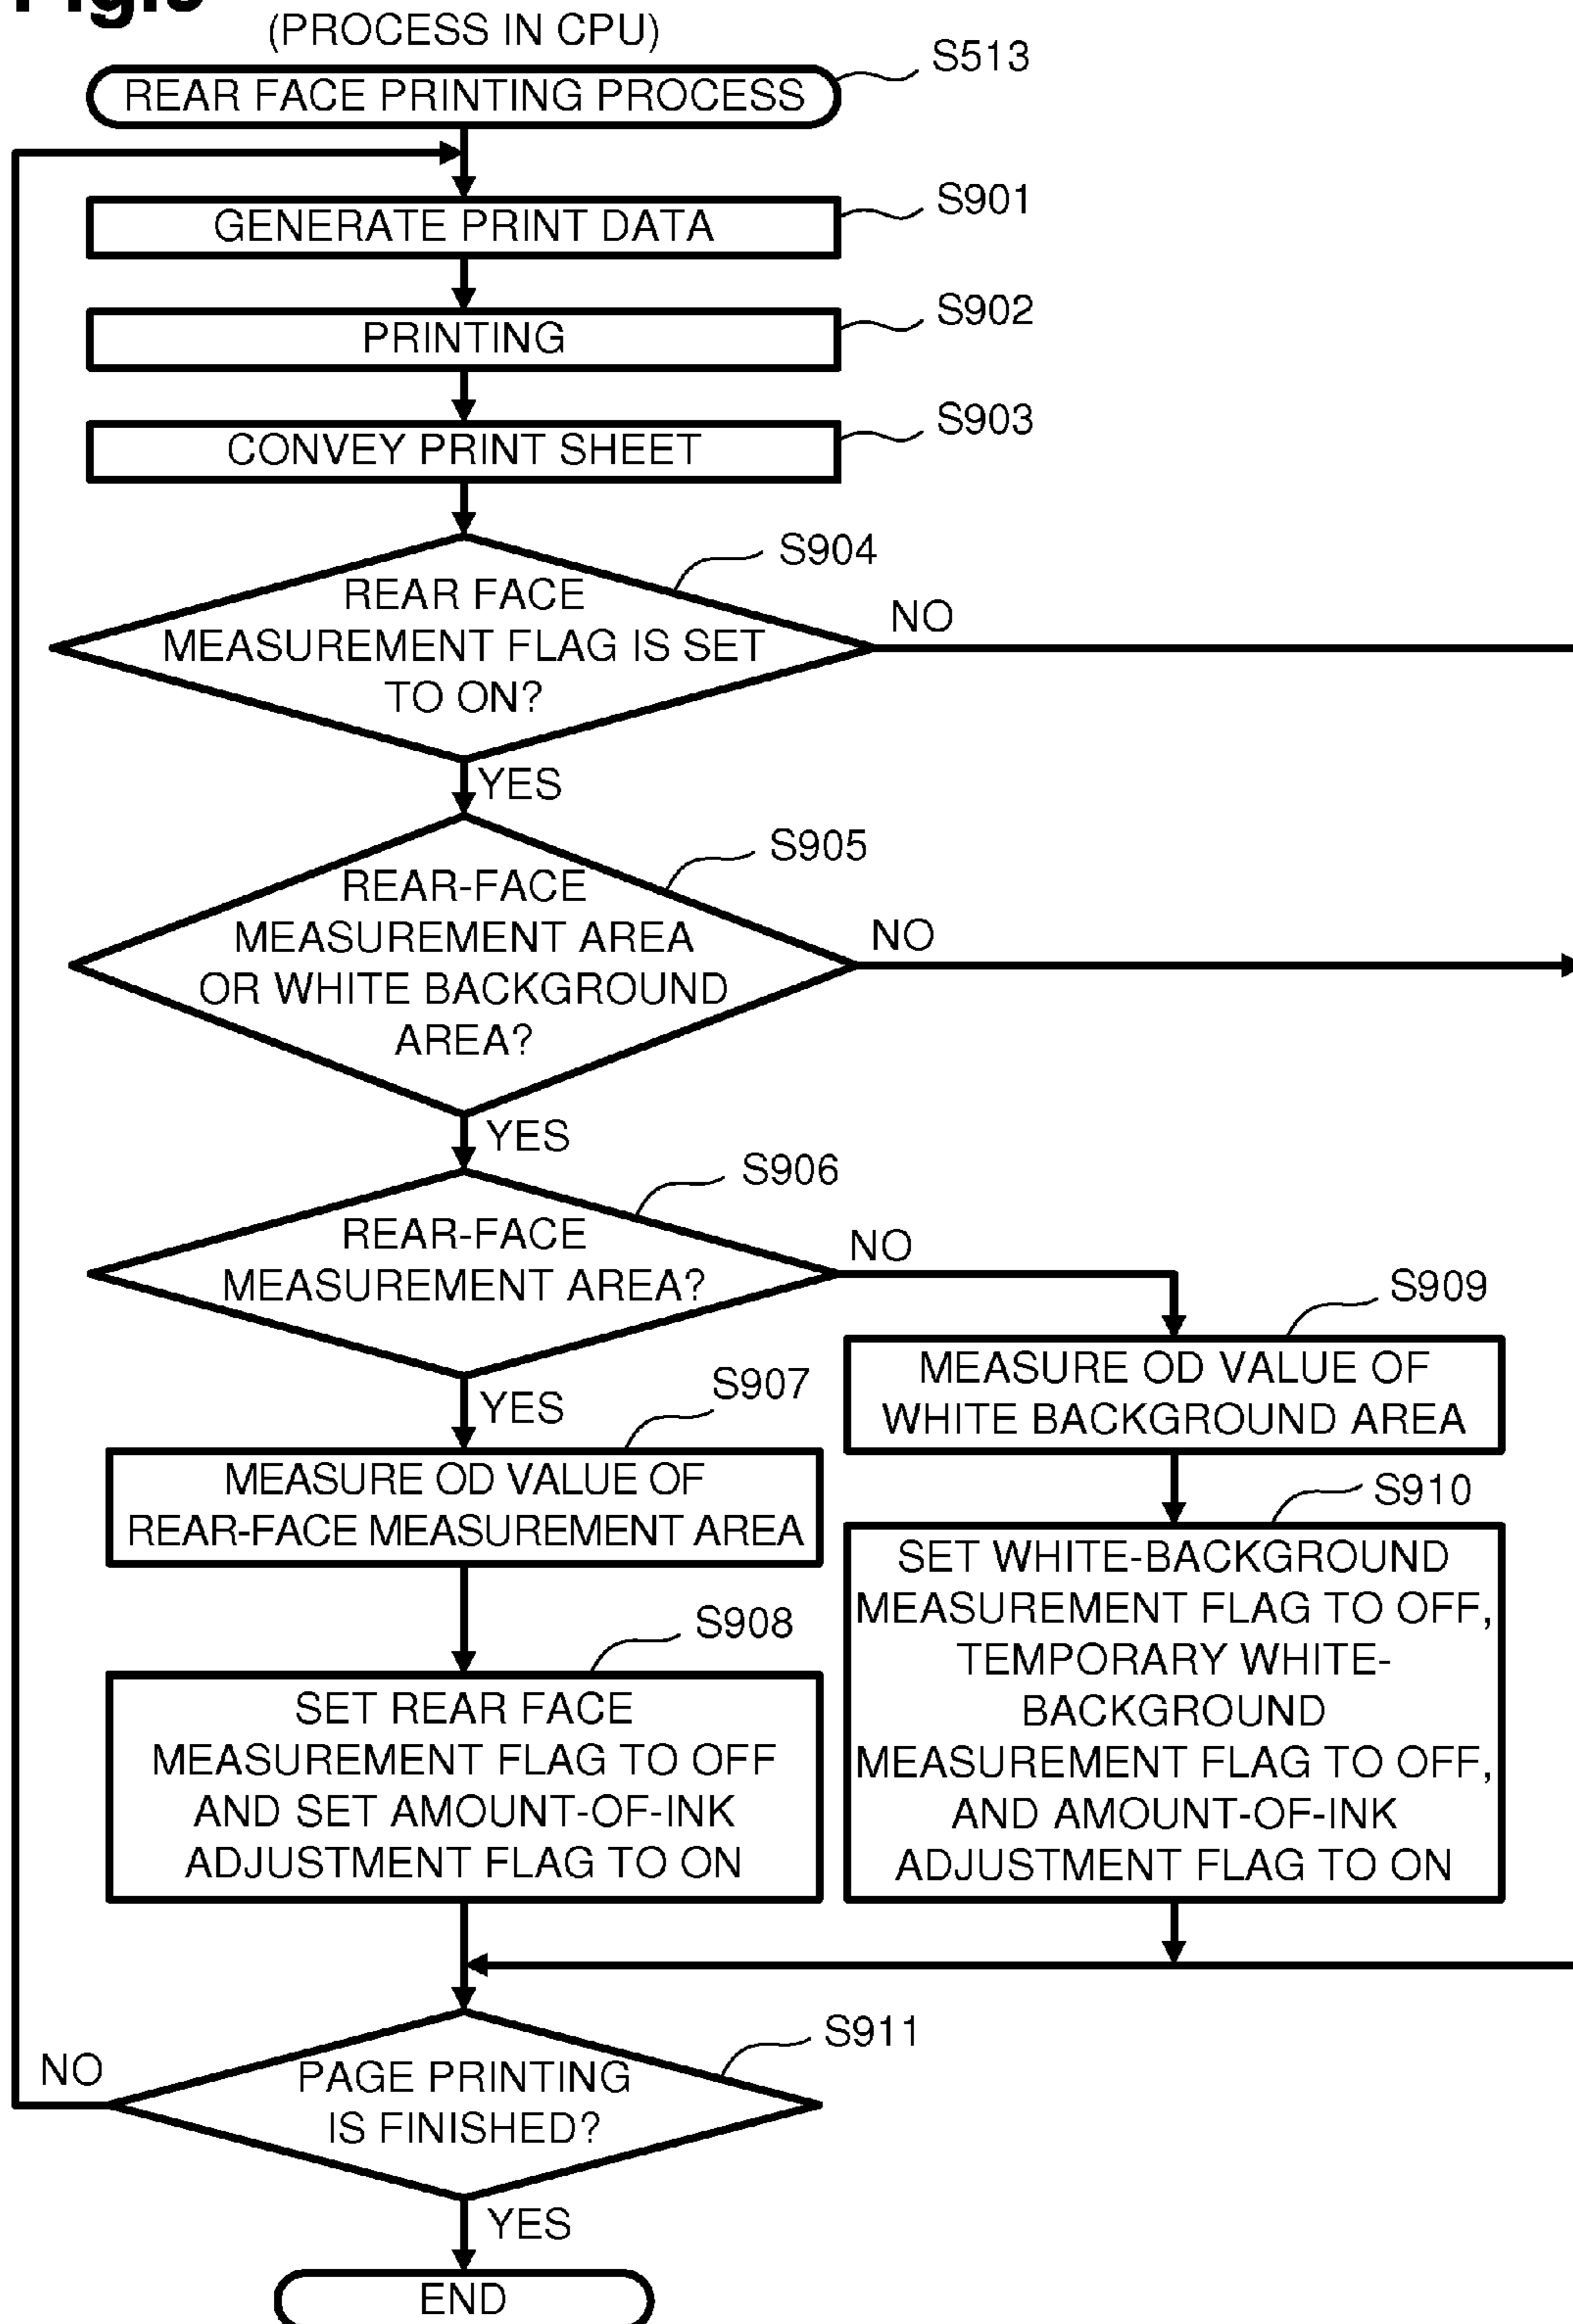 (PROCESS IN CPU)
S513
REAR FACE PRINTING PROCESS
S901
GENERATE PRINT DATA
S902
PRINTING
S903
CONVEY PRINT SHEET
S904
REAR FACE
MEASUREMENT FLAG IS SET
TO ON?
NO
YES
S905
REAR-FACE
MEASUREMENT AREA
OR WHITE BACKGROUND
AREA?
NO
YES
S906
REAR-FACE
MEASUREMENT AREA?
NO
YES
S907
MEASURE OD VALUE OF
REAR-FACE MEASUREMENT AREA
S908
SET REAR FACE
MEASUREMENT FLAG TO OFF
AND SET AMOUNT-OF-INK
ADJUSTMENT FLAG TO ON
S909
MEASURE OD VALUE OF
WHITE BACKGROUND AREA
S910
SET WHITE-BACKGROUND
MEASUREMENT FLAG TO OFF,
TEMPORARY WHITE-
BACKGROUND
MEASUREMENT FLAG TO OFF,
AND AMOUNT-OF-INK
ADJUSTMENT FLAG TO ON
S911
PAGE PRINTING
IS FINISHED?
NO
YES
END